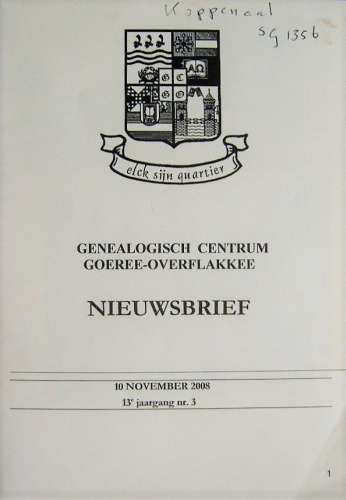 Koppenaal
SG 1356
G C
G O
ΑΩ
elck sijn quartier
GENEALOGISCH CENTRUM
GOEREE-OVERFLAKKEE
NIEUWSBRIEF
10 NOVEMBER 2008
13e jaargang nr. 3
1